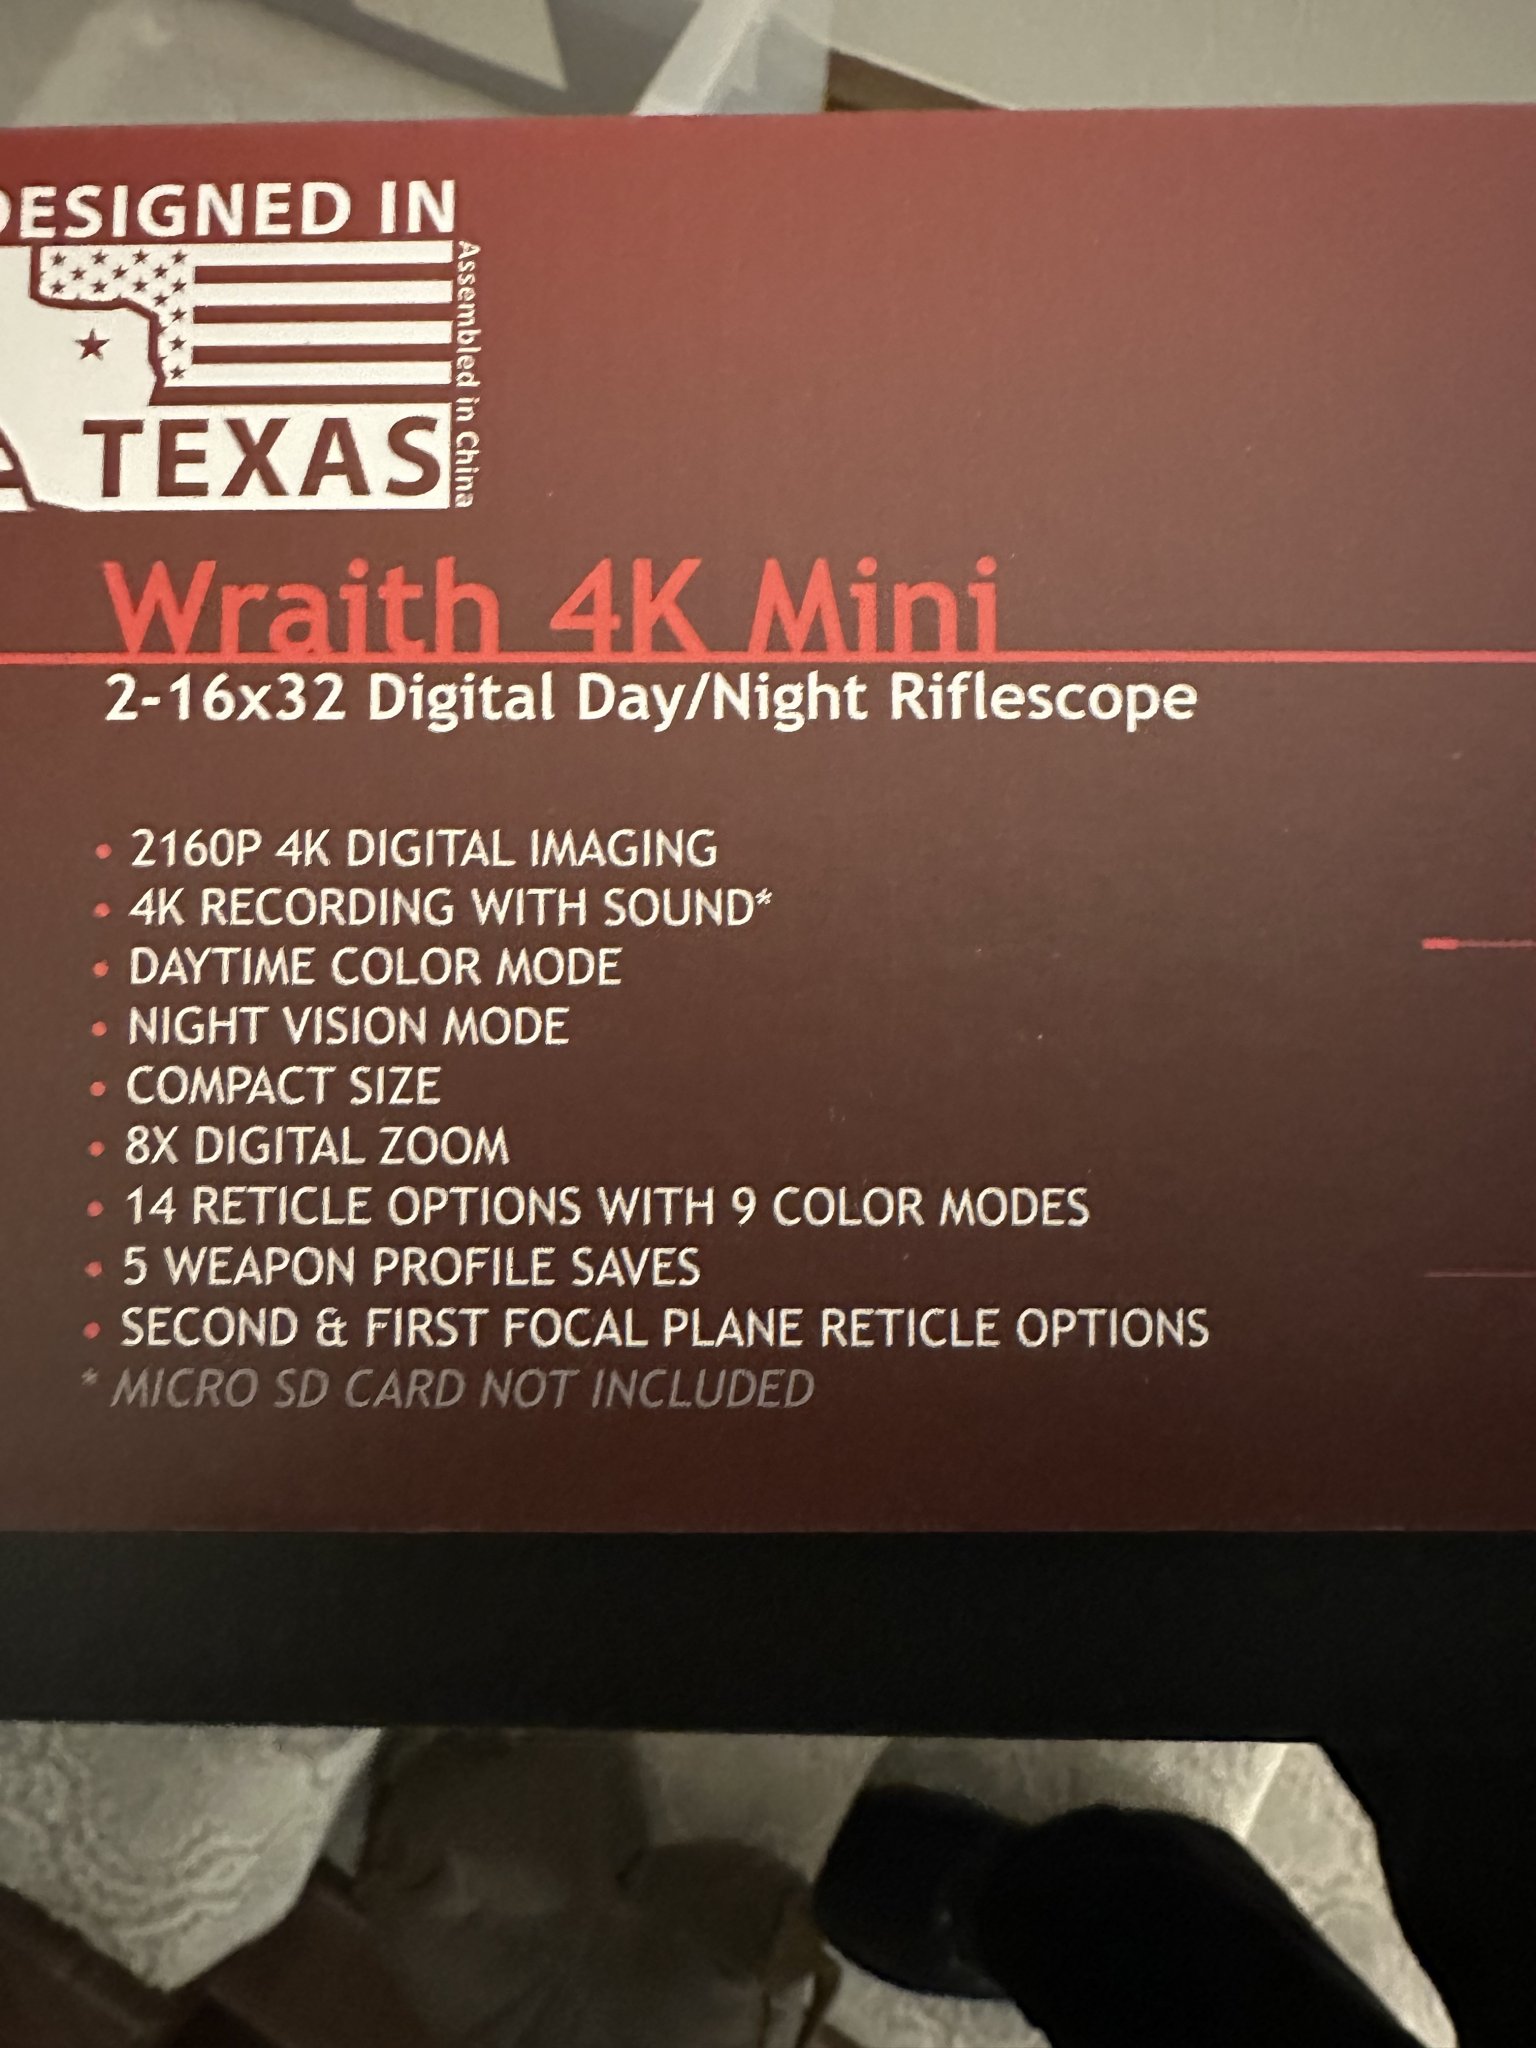 DESIGNED IN
Assembled in China
TEXAS
Wraith 4K Mini
2-16x32 Digital Day/Night Riflescope
• 2160P 4K DIGITAL IMAGING
• 4K RECORDING WITH SOUND*
• DAYTIME COLOR MODE
• NIGHT VISION MODE
• COMPACT SIZE
• 8X DIGITAL ZOOM
• 14 RETICLE OPTIONS WITH 9 COLOR MODES
• 5 WEAPON PROFILE SAVES
• SECOND & FIRST FOCAL PLANE RETICLE OPTIONS
* MICRO SD CARD NOT INCLUDED